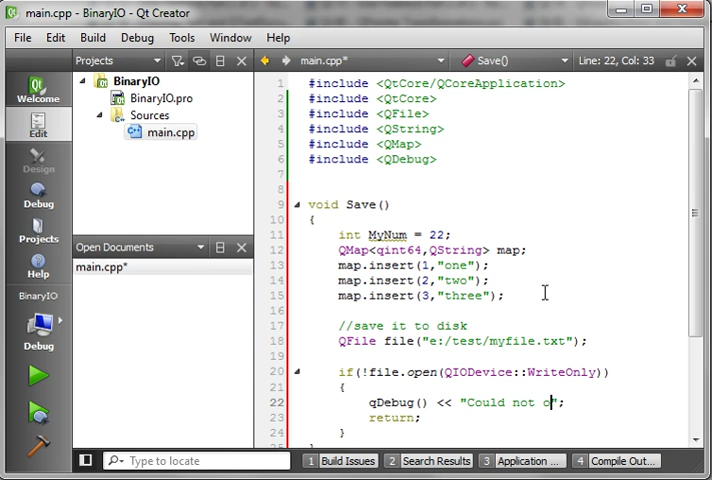 main.cpp - BinaryIO - Qt Creator
File Edit Build Debug Tools Window Help
Projects main.cpp* Save() Line: 22, Col: 33
Welcome
Edit
Design
Debug
Projects
Help
BinaryIO
Debug
BinaryIO
BinaryIO.pro
Sources
main.cpp
Open Documents
main.cpp*
1 #include <QtCore/QCoreApplication>
2 #include <QtCore>
3 #include <QFile>
4 #include <QString>
5 #include <QMap>
6 #include <QDebug>
7
8
9 void Save()
10 {
11 int MyNum = 22;
12 QMap<qint64,QString> map;
13 map.insert(1,"one");
14 map.insert(2,"two");
15 map.insert(3,"three");
16
17 //save it to disk
18 QFile file("e:/test/myfile.txt");
19
20 if(!file.open(QIODevice::WriteOnly))
21 {
22 qDebug() << "Could not o";
23 return;
24 }
Type to locate 1 Build Issues 2 Search Results 3 Application ... 4 Compile Out...